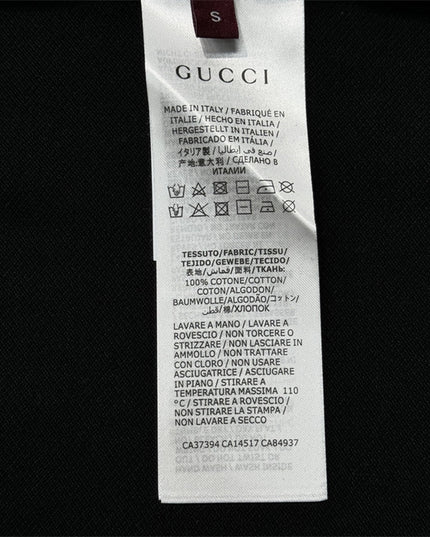 S
GUCCI
MADE IN ITALY / FABRIQUÉ EN
ITALIE / HECHO EN ITALIA /
HERGESTELLT IN ITALIEN /
FABRICADO EM ITÁLIA /
イタリア製 / صنع في إيطاليا /
产地:意大利 / СДЕЛАНО В
ИТАЛИИ
TESSUTO/FABRIC/TISSU/
TEJIDO/GEWEBE/TECIDO/
表地/قماش/面料/ТКАНЬ:
100% COTONE/COTTON/
COTON/ALGODON/
BAUMWOLLE/ALGODÃO/コットン/
قطن/棉/ХЛОПОК
LAVARE A MANO / LAVARE A
ROVESCIO / NON TORCERE O
STRIZZARE / NON LASCIARE IN
AMMOLLO / NON TRATTARE
CON CLORO / NON USARE
ASCIUGATRICE / ASCIUGARE
IN PIANO / STIRARE A
TEMPERATURA MASSIMA 110
°C / STIRARE A ROVESCIO /
NON STIRARE LA STAMPA /
NON LAVARE A SECCO
CA37394 CA14517 CA84937